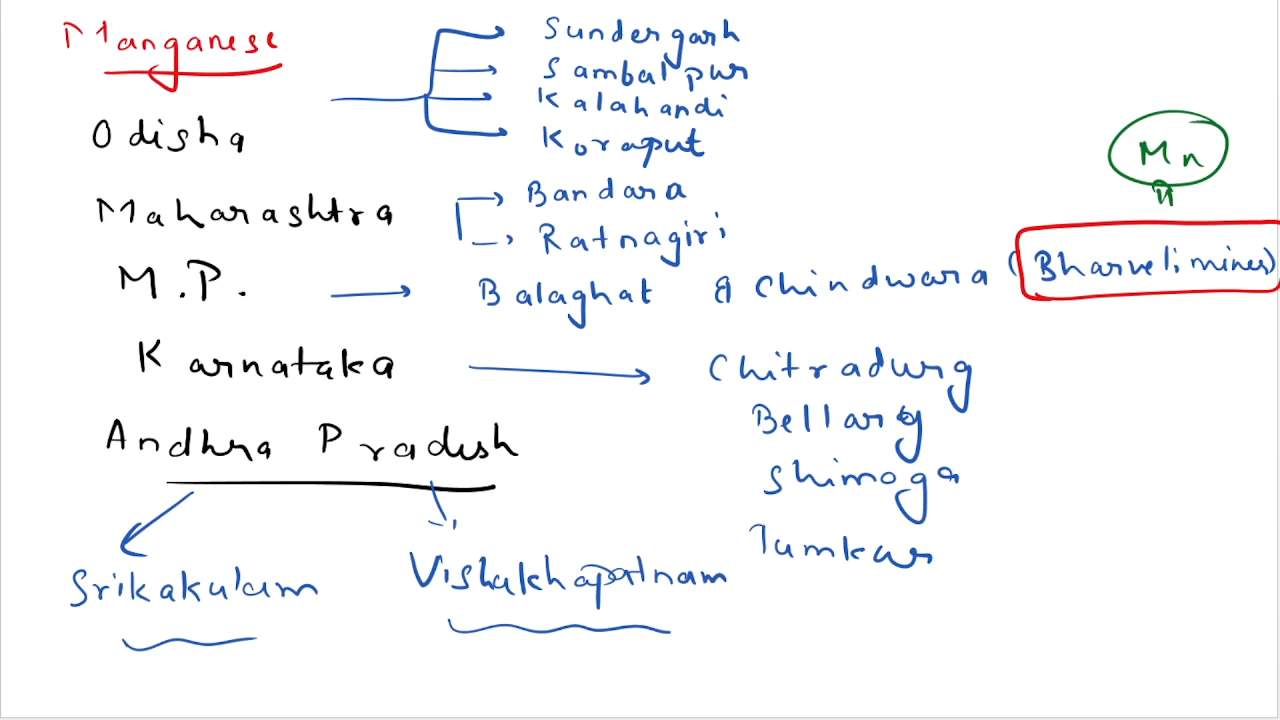 Manganese
Sundergarh
Sambalpur
Kalahandi
Odisha
Koraput
Mn
Maharashtra
Bandara
Ratnagiri
M.P.
Balaghat & Chindwara (Bharveli mines)
Karnataka
Chitradurg
Bellary
Shimoga
Tumkur
Andhra Pradesh
Srikakulam
Vishakhapatnam